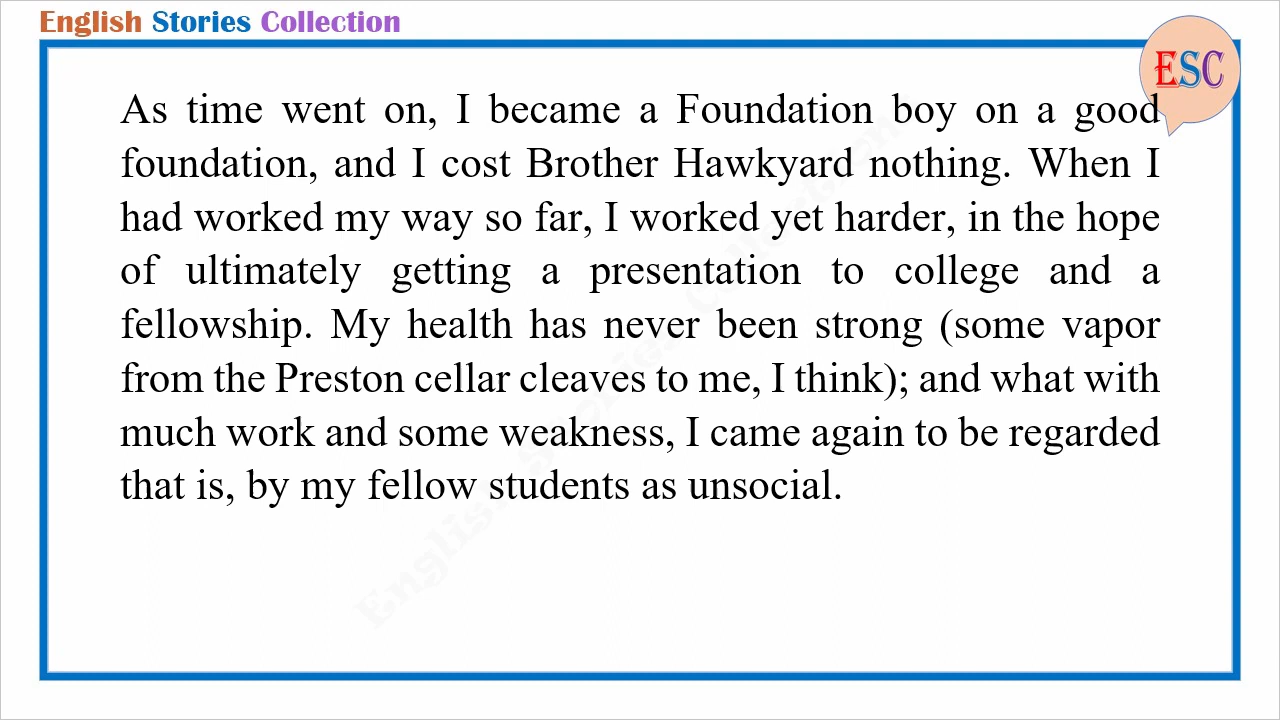 English Stories Collection
ESC
As time went on, I became a Foundation boy on a good
foundation, and I cost Brother Hawkyard nothing. When I
had worked my way so far, I worked yet harder, in the hope
of ultimately getting a presentation to college and a
fellowship. My health has never been strong (some vapor
from the Preston cellar cleaves to me, I think); and what with
much work and some weakness, I came again to be regarded
that is, by my fellow students as unsocial.
English Stories Collection